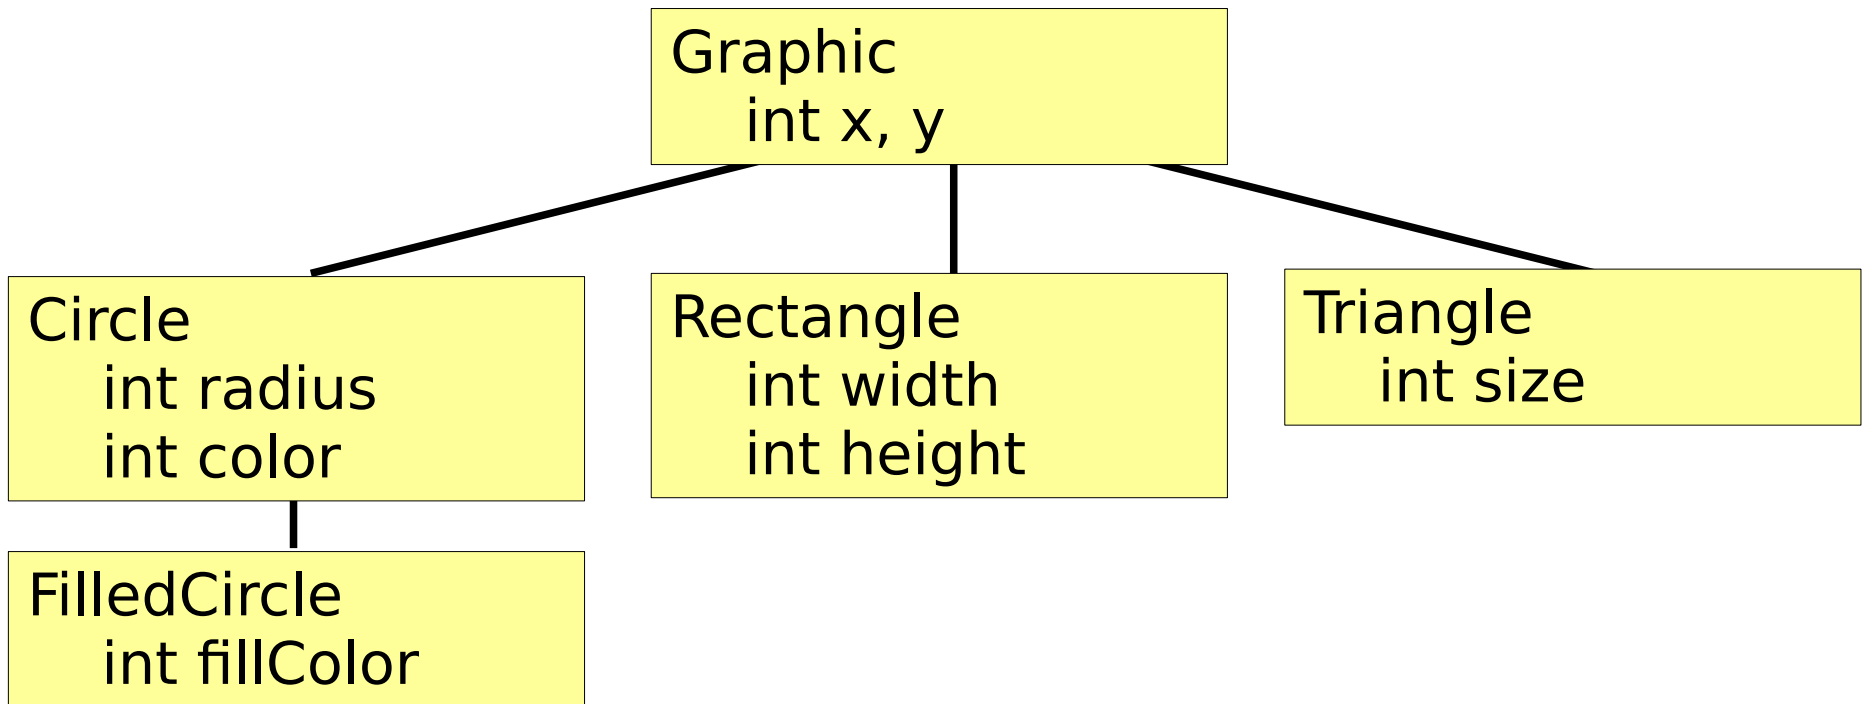 Graphic
int x, y
Circle
int radius
int color
Rectangle
int width
int height
Triangle
int size
FilledCircle
int fillColor